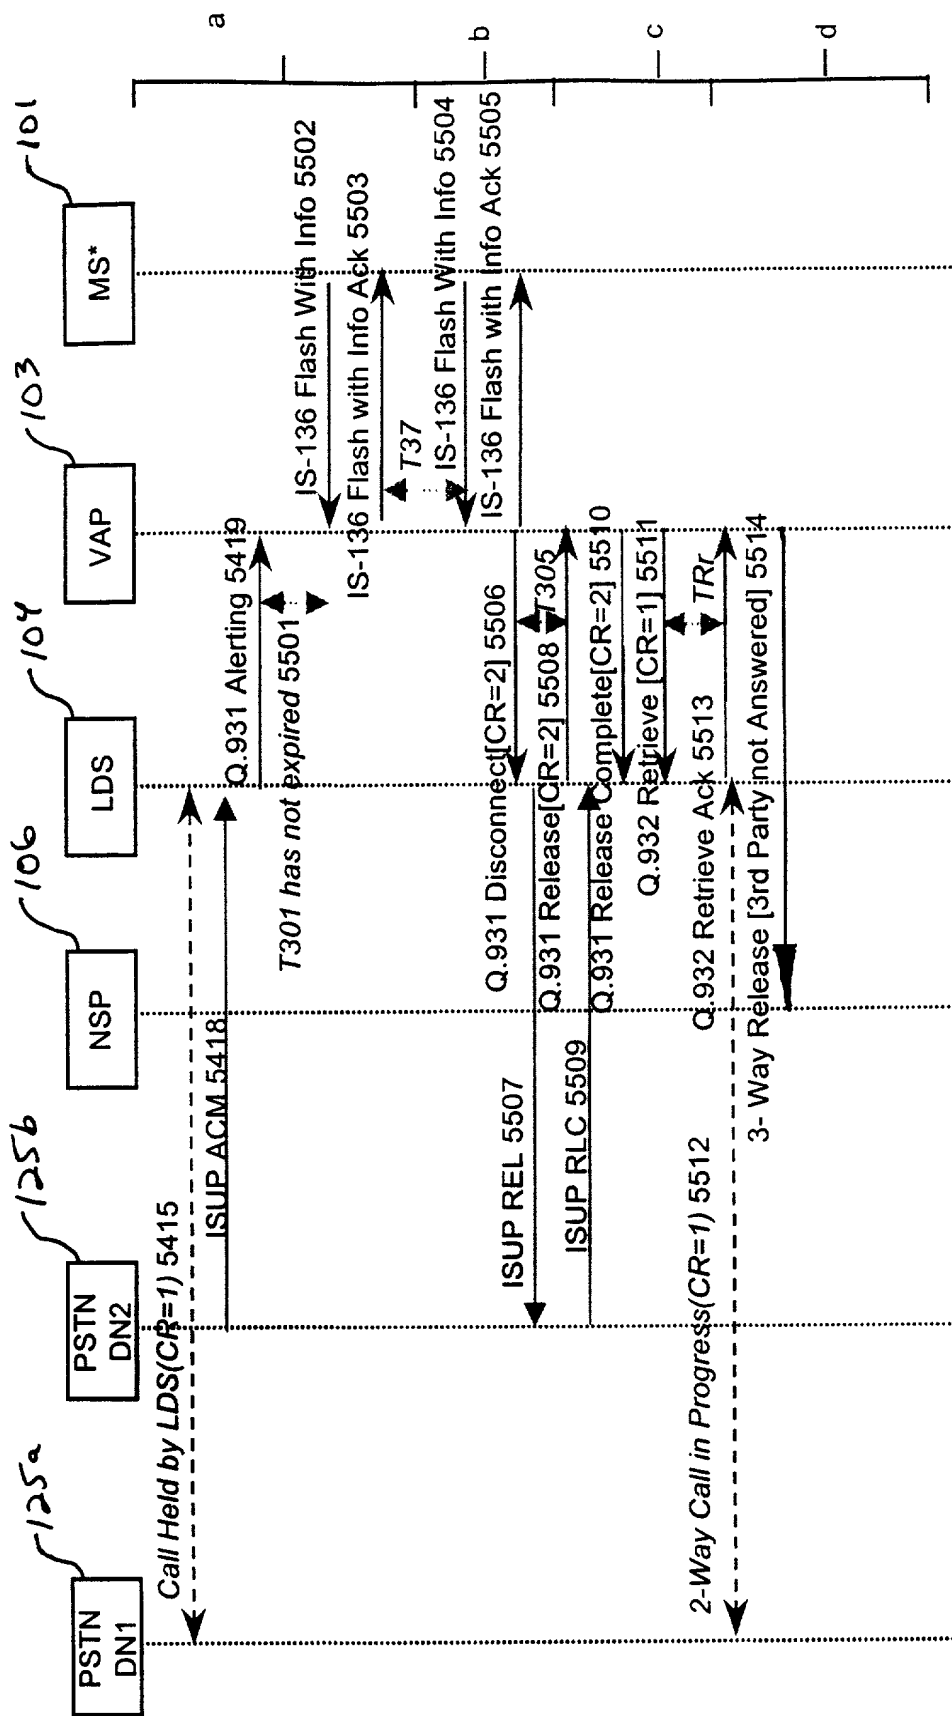 125a
125b
106
104
103
101
PSTN
DN1
PSTN
DN2
NSP
LDS
VAP
MS*
a
b
c
d
Call Held by LDS(CR=1) 5415
ISUP ACM 5418
Q.931 Alerting 5419
T301 has not expired 5501
IS-136 Flash With Info 5502
IS-136 Flash with Info Ack 5503
T37
IS-136 Flash With Info 5504
IS-136 Flash with Info Ack 5505
Q.931 Disconnect[CR=2] 5506
ISUP REL 5507
T305
Q.931 Release[CR=2] 5508
ISUP RLC 5509
Q.931 Release Complete[CR=2] 5510
Q.932 Retrieve [CR=1] 5511
TRr
2-Way Call in Progress(CR=1) 5512
Q.932 Retrieve Ack 5513
3- Way Release [3rd Party not Answered] 5514